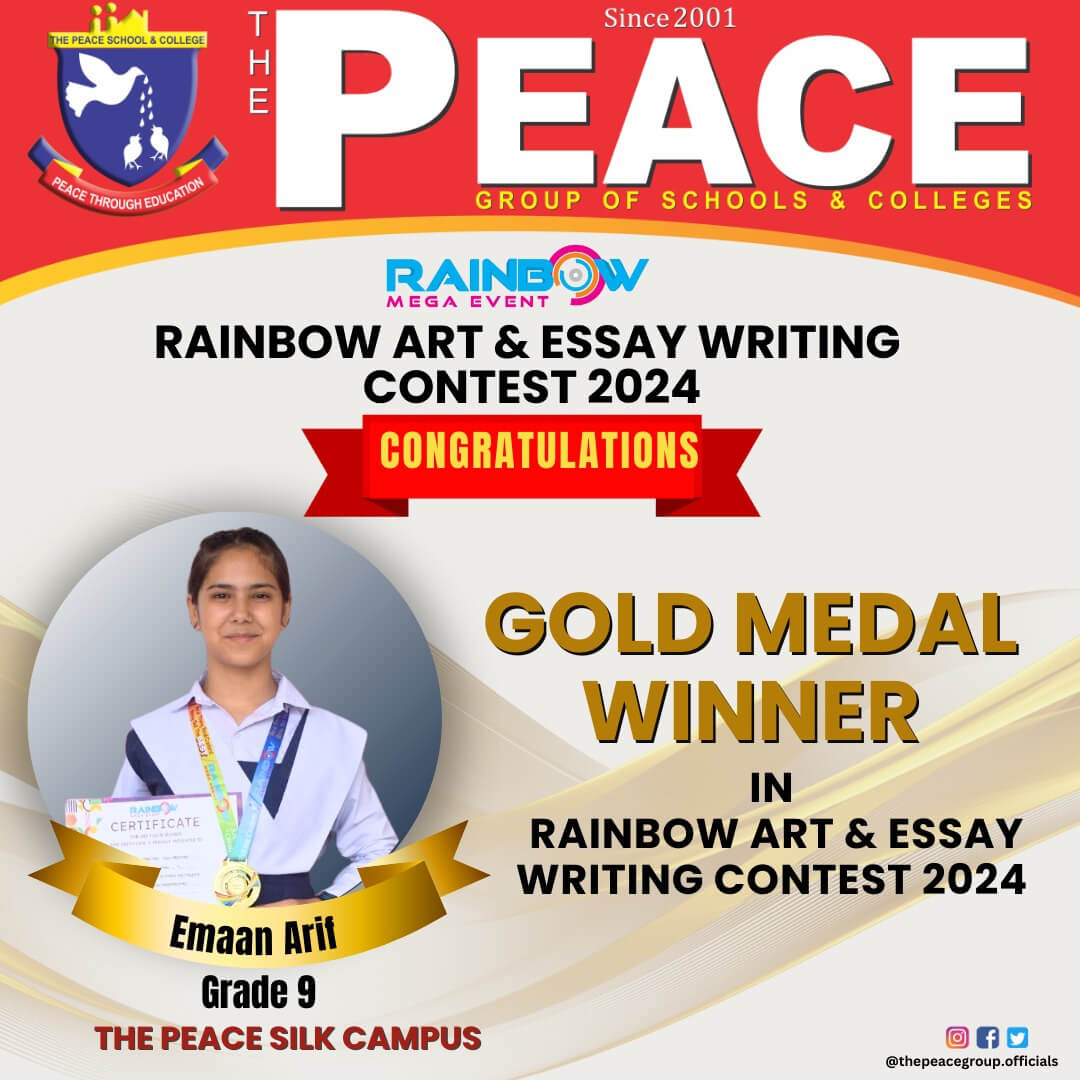 THE PEACE SCHOOL & COLLEGE
PEACE THROUGH EDUCATION
THE
PEACE
Since 2001
GROUP OF SCHOOLS & COLLEGES
RAINBOW
MEGA EVENT
RAINBOW ART & ESSAY WRITING
CONTEST 2024
CONGRATULATIONS
GOLD MEDAL
WINNER
IN
RAINBOW ART & ESSAY
WRITING CONTEST 2024
RAINBOW
CERTIFICATE
Emaan Arif
Grade 9
THE PEACE SILK CAMPUS
@thepeacegroup.officials